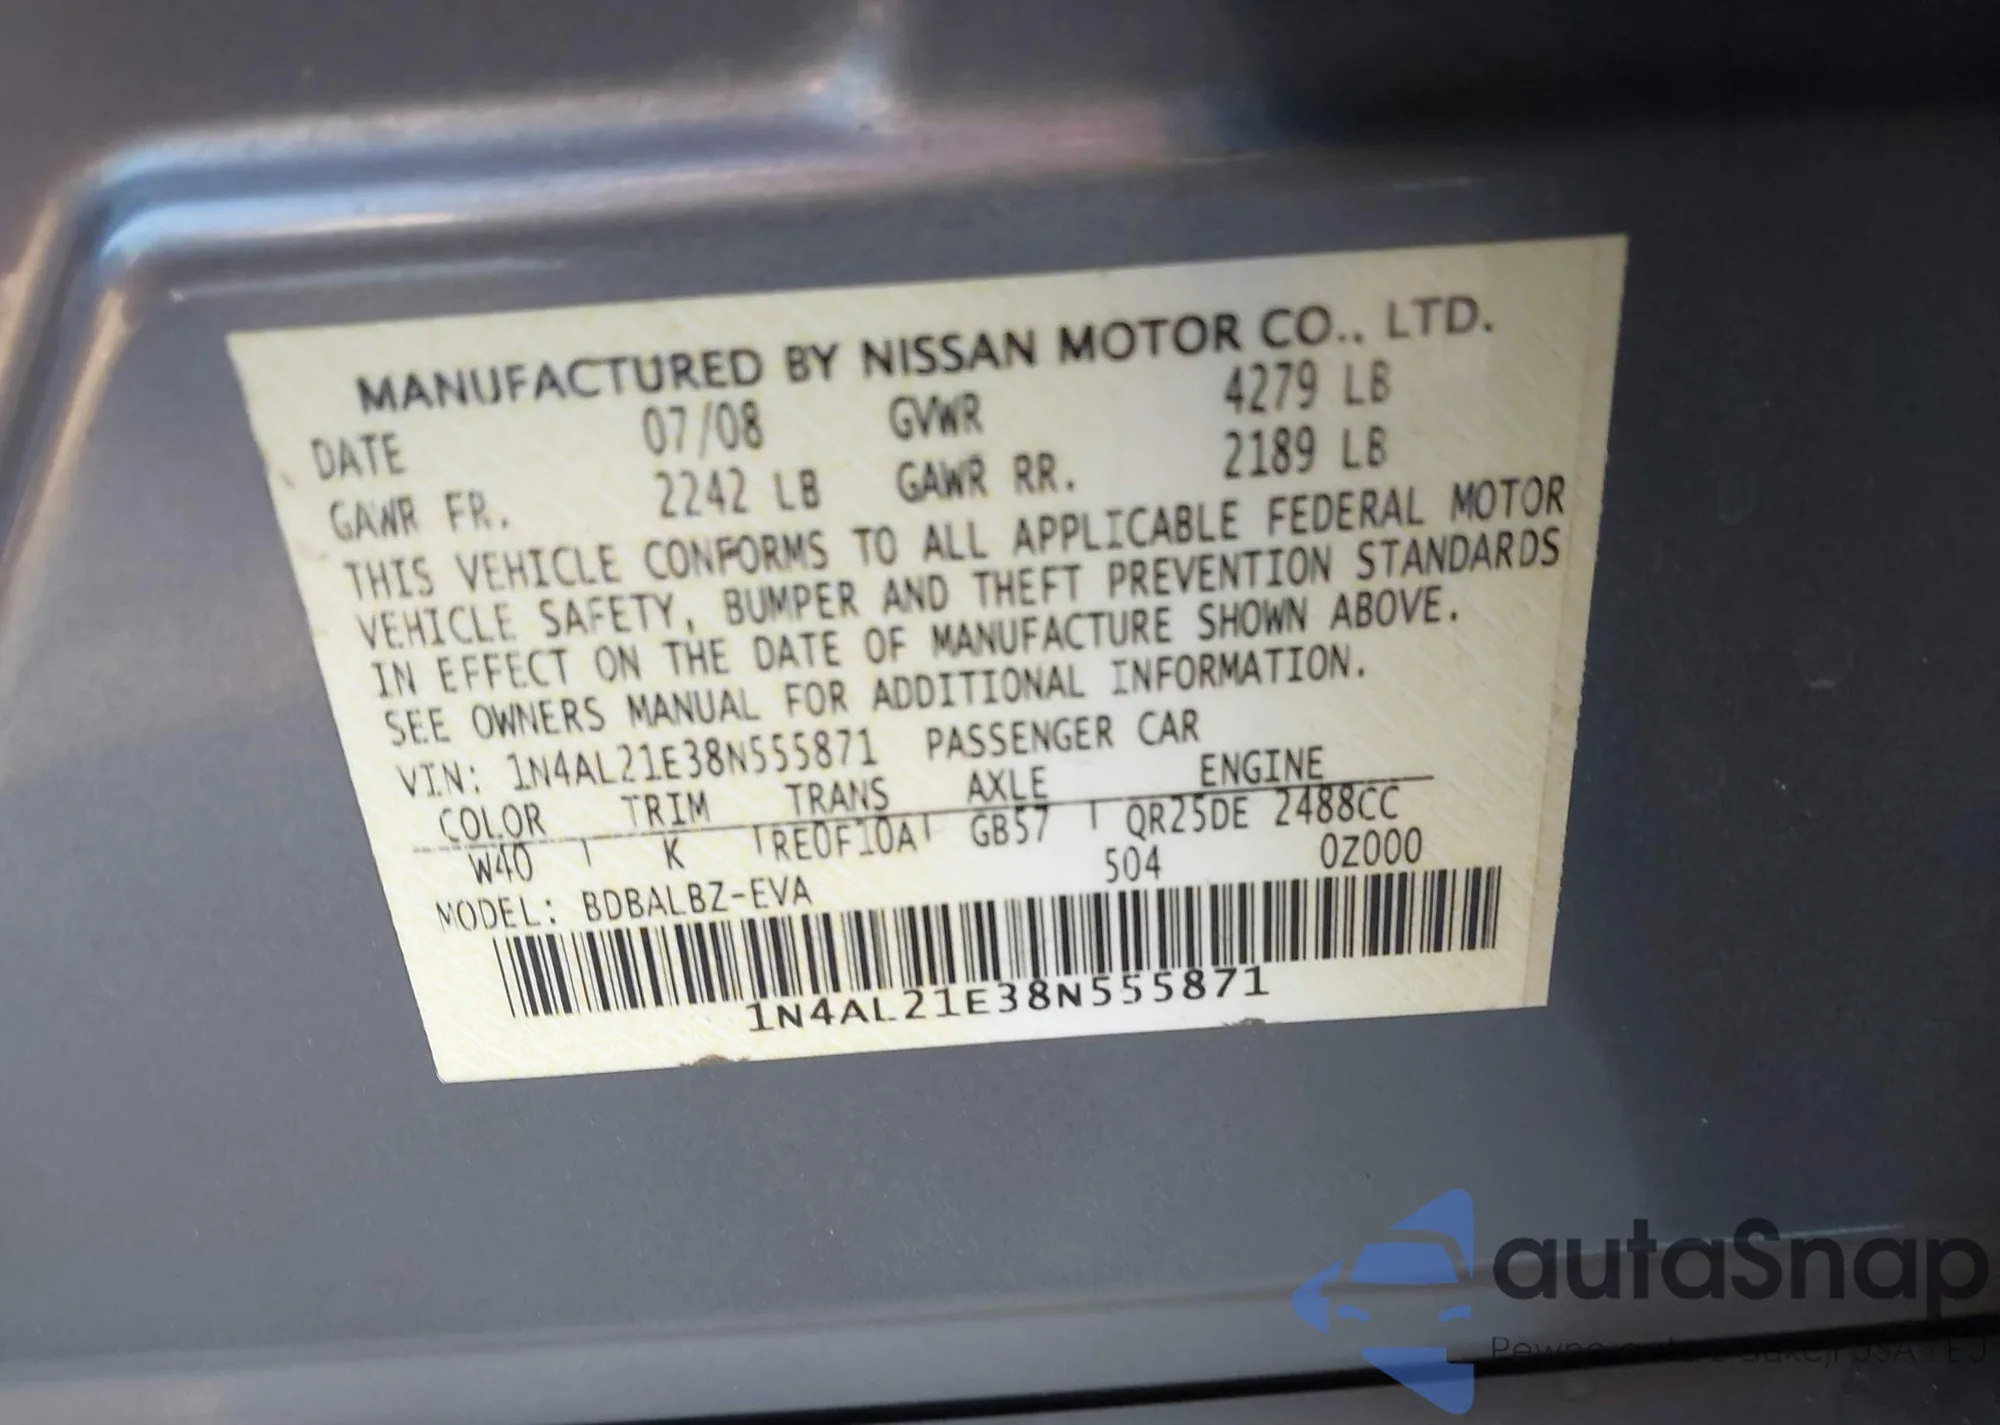 MANUFACTURED BY NISSAN MOTOR CO., LTD.
DATE 07/08 GVWR 4279 LB
GAWR FR. 2242 LB GAWR RR. 2189 LB
THIS VEHICLE CONFORMS TO ALL APPLICABLE FEDERAL MOTOR
VEHICLE SAFETY, BUMPER AND THEFT PREVENTION STANDARDS
IN EFFECT ON THE DATE OF MANUFACTURE SHOWN ABOVE.
SEE OWNERS MANUAL FOR ADDITIONAL INFORMATION.
VIN: 1N4AL21E38N555871 PASSENGER CAR
COLOR TRIM TRANS AXLE ENGINE
W40 K RE0F10A GB57 QR25DE 2488CC
504 0Z000
MODEL: BDBALBZ-EVA
1N4AL21E38N555871
autaSnap